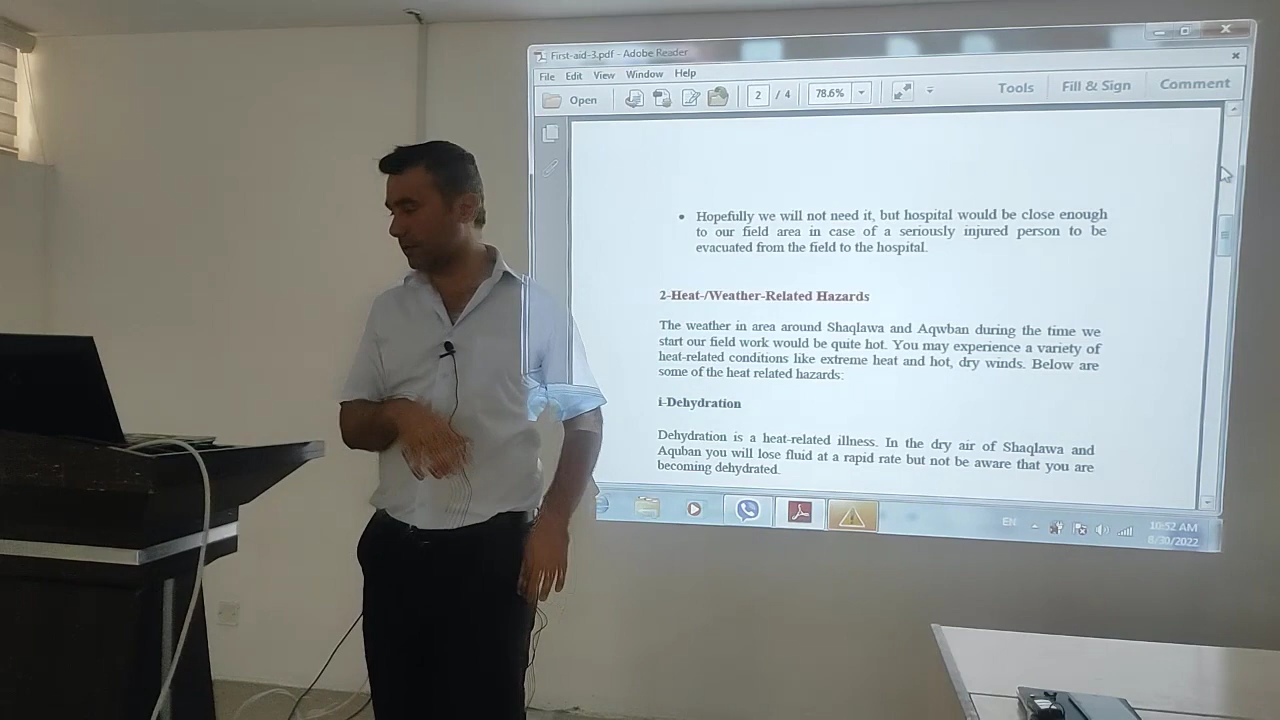 First-aid-3.pdf - Adobe Reader
File Edit View Window Help
Open 2 / 4 78.6% Tools Fill & Sign Comment
• Hopefully we will not need it, but hospital would be close enough
to our field area in case of a seriously injured person to be
evacuated from the field to the hospital.
2-Heat-/Weather-Related Hazards
The weather in area around Shaqlawa and Aqwban during the time we
start our field work would be quite hot. You may experience a variety of
heat-related conditions like extreme heat and hot, dry winds. Below are
some of the heat related hazards:
i-Dehydration
Dehydration is a heat-related illness. In the dry air of Shaqlawa and
Aquban you will lose fluid at a rapid rate but not be aware that you are
becoming dehydrated.
EN
10:52 AM
8/30/2022